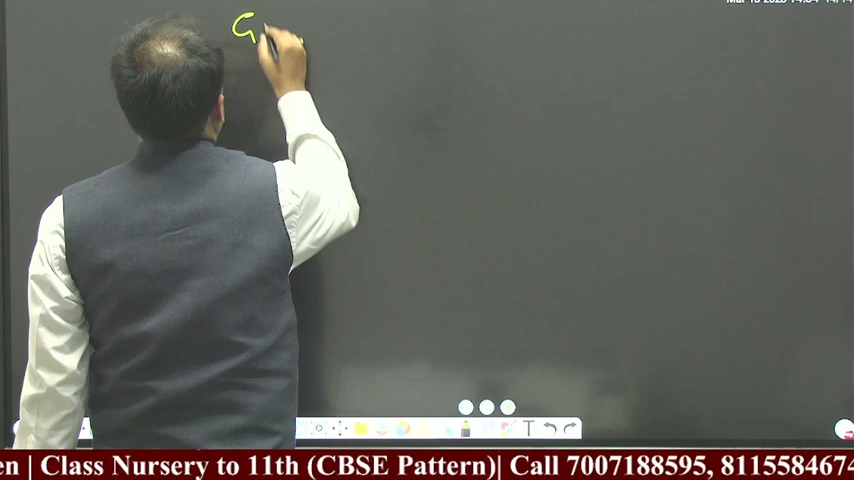 G
en | Class Nursery to 11th (CBSE Pattern)| Call 7007188595, 8115584674